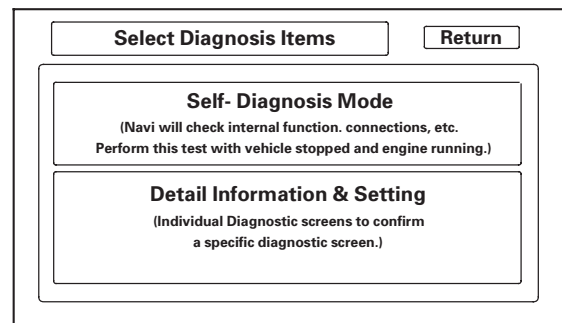 Select Diagnosis Items
Return
Self- Diagnosis Mode
(Navi will check internal function. connections, etc.
Perform this test with vehicle stopped and engine running.)
Detail Information & Setting
(Individual Diagnostic screens to confirm
a specific diagnostic screen.)